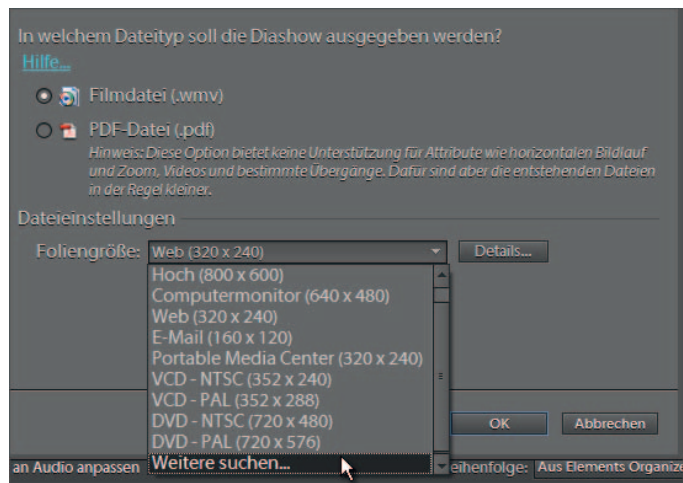 In welchem Dateityp soll die Diashow ausgegeben werden?
Hilfe...
Filmdatei (.wmv)
PDF-Datei (.pdf)
Hinweis: Diese Option bietet keine Unterstützung für Attribute wie horizontalen Bildlauf
und Zoom, Videos und bestimmte Übergänge. Dafür sind aber die entstehenden Dateien
in der Regel kleiner.
Dateieinstellungen
Foliengröße: Web (320 x 240) Details...
Hoch (800 x 600)
Computermonitor (640 x 480)
Web (320 x 240)
E-Mail (160 x 120)
Portable Media Center (320 x 240)
VCD - NTSC (352 x 240)
VCD - PAL (352 x 288)
DVD - NTSC (720 x 480)
OK Abbrechen
DVD - PAL (720 x 576)
an Audio anpassen Weitere suchen... eihenfolge: Aus Elements Organize